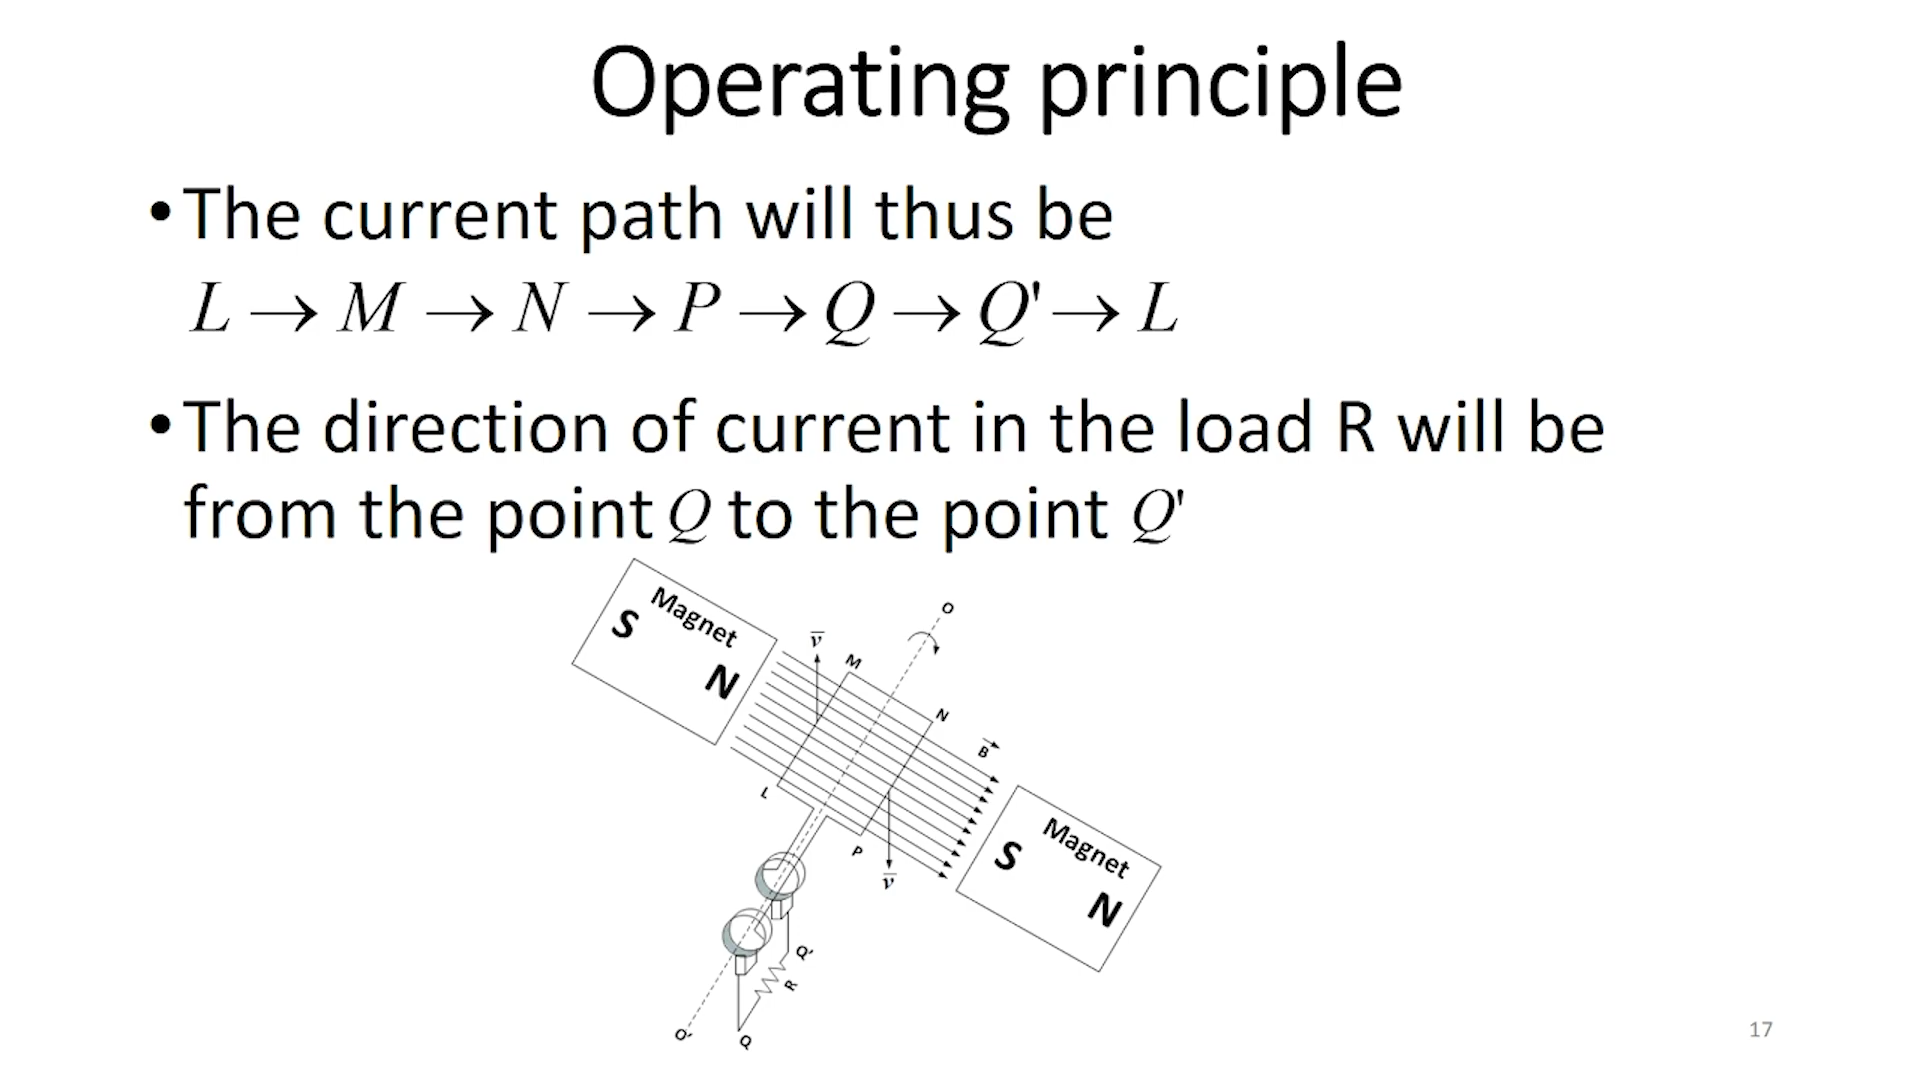 Operating principle
• The current path will thus be
L → M → N → P → Q → Q' → L
• The direction of current in the load R will be
from the point Q to the point Q'
Magnet
S
N
v̅
M
O
N
B⃗
L
P
v̅
Magnet
S
N
Q'
R
O'
Q
17